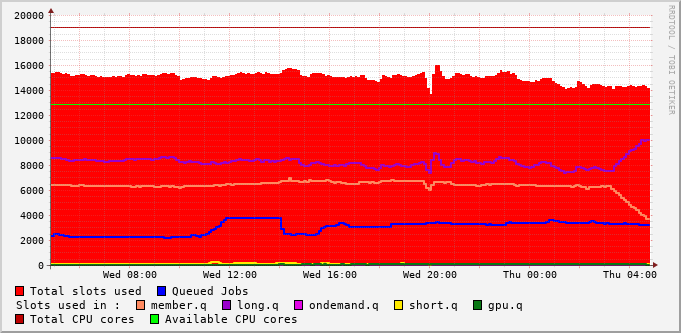 20000
18000
16000
14000
12000
10000
8000
6000
4000
2000
0
Wed 08:00 Wed 12:00 Wed 16:00 Wed 20:00 Thu 00:00 Thu 04:00
Total slots used Queued Jobs
Slots used in : member.q long.q ondemand.q short.q gpu.q
Total CPU cores Available CPU cores
RRDTOOL / TOBI OETIKER